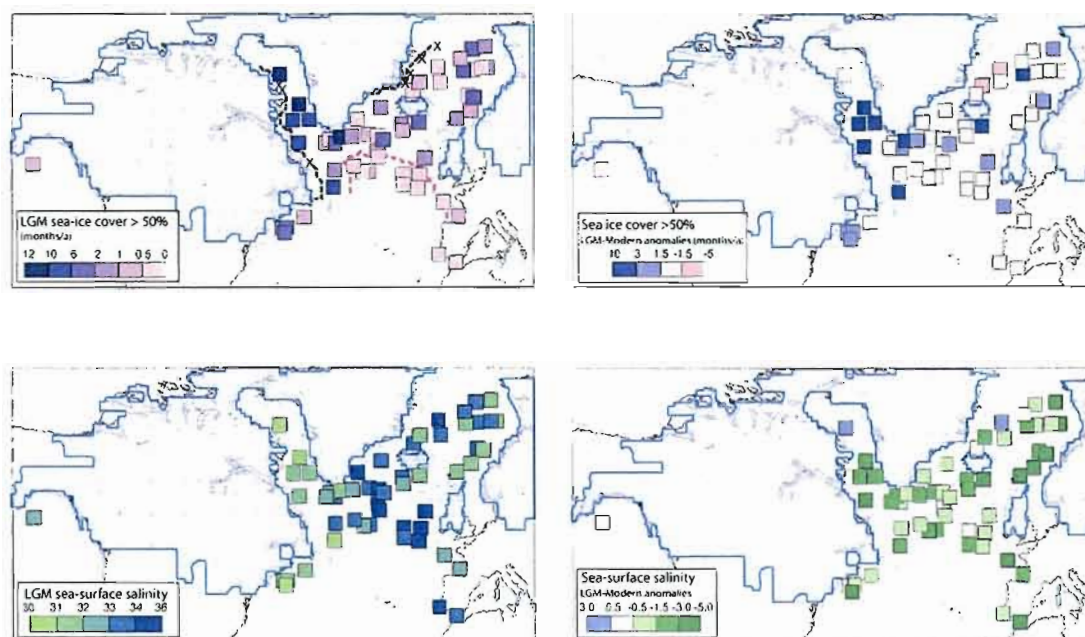 LGM sea-ice cover > 50%
(months/a)
12 10 6 2 1 0.5 0
Sea ice cover >50%
LGM-Modern anomalies (months/a)
10 3 1.5 -1.5 -5
LGM sea-surface salinity
30 31 32 33 34 35 36
Sea-surface salinity
LGM-Modern anomalies
3.0 0.5 -0.5 -1.5 -3.0 -5.0